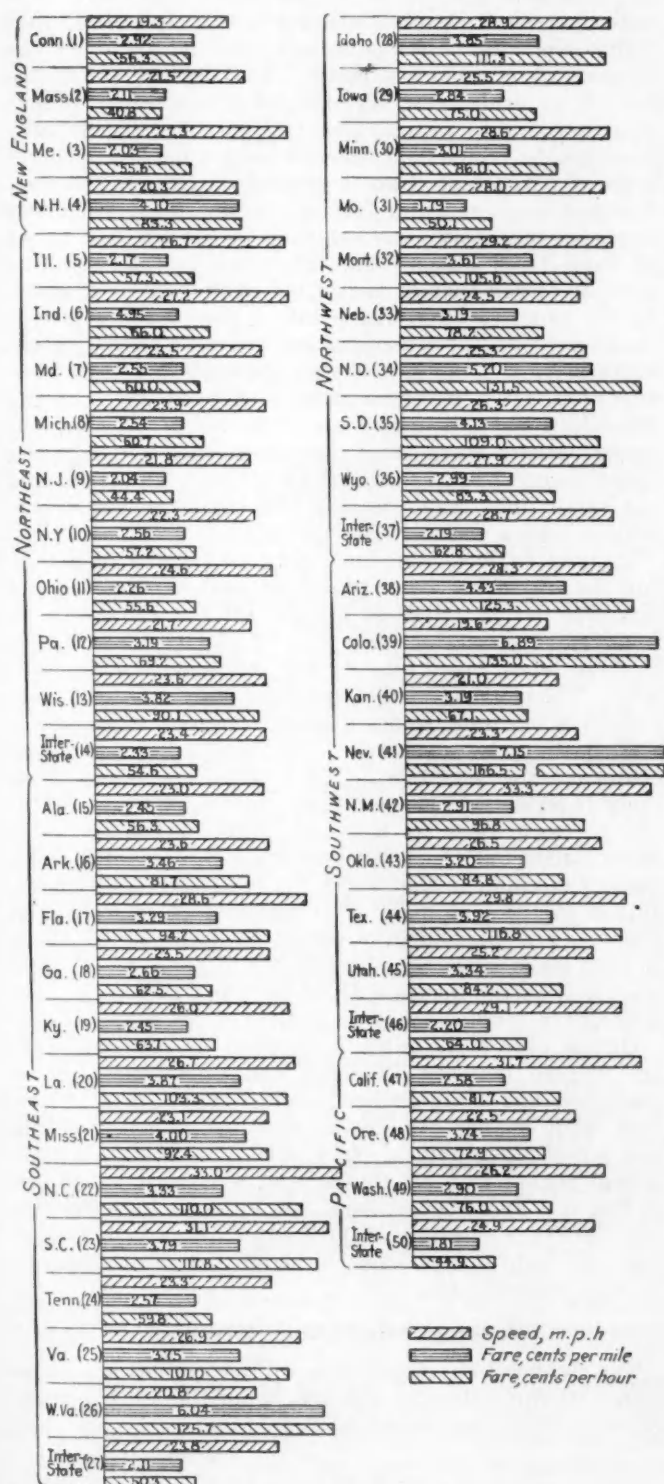 NEW ENGLAND
Conn. (1)
19.3
2.92
56.3
Mass (2)
21.5
2.11
40.8
Me. (3)
2.03
55.6
N.H. (4)
20.3
4.10
83.3
NORTHEAST
Ill. (5)
26.7
2.17
57.3
Ind. (6)
27.2
4.95
66.0
Md. (7)
23.5
2.55
60.0
Mich. (8)
23.9
2.54
60.7
N.J. (9)
21.8
2.04
44.4
N.Y (10)
22.3
2.56
57.2
Ohio (11)
24.6
2.26
55.6
Pa. (12)
21.7
3.19
69.2
Wis. (13)
23.6
3.82
90.1
Inter-
State (14)
23.4
2.33
54.6
SOUTHEAST
Ala. (15)
23.0
2.45
56.3
Ark. (16)
23.6
3.46
81.7
Fla. (17)
28.6
3.29
94.2
Ga. (18)
23.5
2.66
62.5
Ky. (19)
26.0
2.45
63.7
La. (20)
26.7
3.87
103.3
Miss. (21)
23.1
4.00
92.4
N.C. (22)
33.0
3.33
110.0
S.C. (23)
31.1
3.79
117.8
Tenn. (24)
23.3
2.57
59.8
Va. (25)
26.9
3.75
101.0
W.Va. (26)
20.8
6.04
125.7
Inter-
State (27)
23.8
2.11
50.3
NORTHWEST
Idaho (28)
28.9
3.85
111.3
Iowa (29)
25.5
2.84
75.0
Minn. (30)
28.6
3.01
86.0
Mo. (31)
28.0
1.79
50.1
Mont. (32)
29.2
3.61
105.6
Neb. (33)
24.5
3.19
N.D. (34)
25.3
5.20
131.5
S.D. (35)
26.3
4.13
109.0
Wyo. (36)
27.9
2.99
83.3
Inter-
State (37)
28.7
2.19
62.8
SOUTHWEST
Ariz. (38)
28.3
4.43
125.3
Colo. (39)
19.6
6.89
135.0
Kan. (40)
21.0
3.19
67.1
Nev. (41)
23.3
7.15
166.5
N.M. (42)
33.3
2.91
96.8
Okla. (43)
26.5
3.20
84.8
Tex. (44)
29.8
3.92
116.8
Utah. (45)
25.2
3.34
84.2
Inter-
State (46)
29.1
2.20
64.0
PACIFIC
Calif. (47)
31.7
2.58
81.7
Ore. (48)
22.5
3.24
72.9
Wash. (49)
26.2
2.90
76.0
Inter-
State (50)
24.9
1.81
44.9
Speed, m.p.h
Fare, cents per mile
Fare, cents per hour